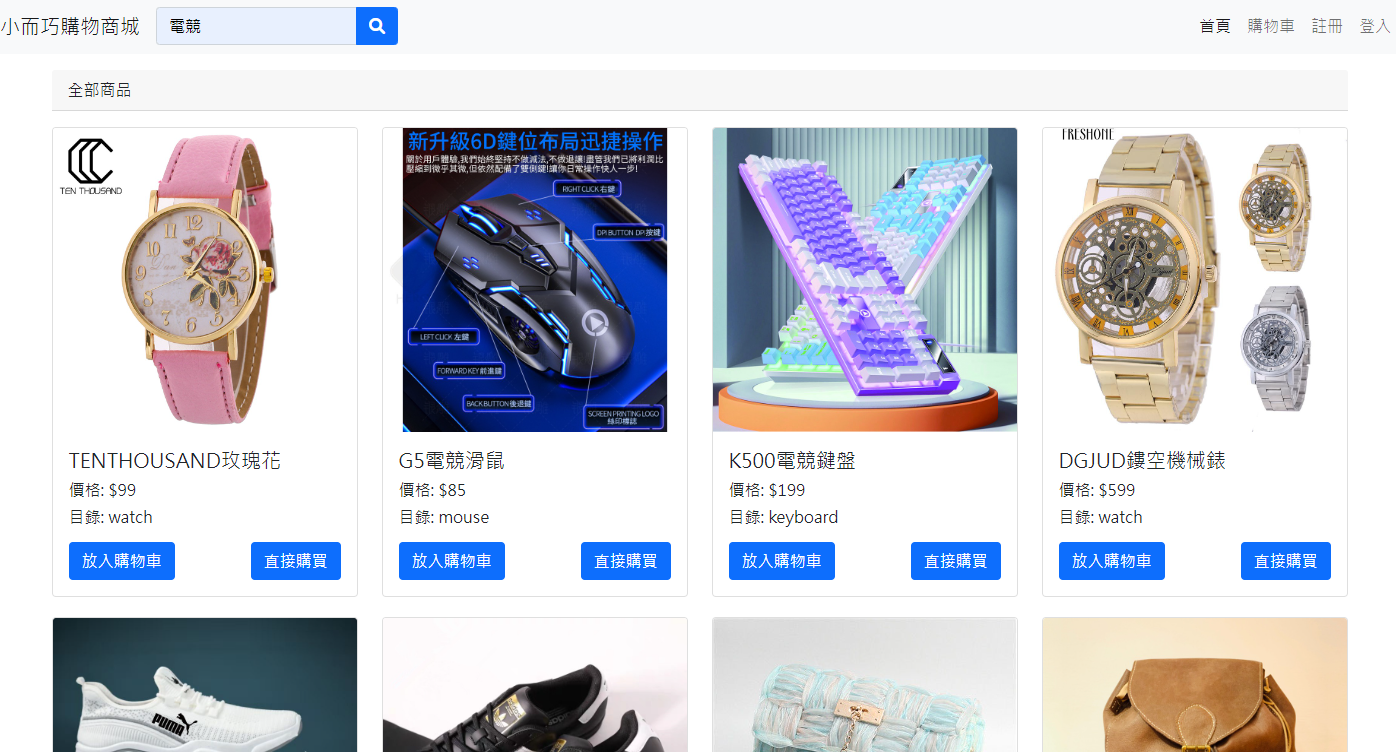 小而巧購物商城
電競
首頁 購物車 註冊 登入
全部商品
TEN THOUSAND
新升級6D鍵位布局迅捷操作
關於用戶體驗,我們始終堅持不做減法,不做退讓!盡管我們已將利潤比
壓縮到微乎其微,但依然配備了雙側鍵!讓你日常操作快人一步!
RIGHT CLICK 右鍵
DPI BUTTON DPI按鍵
LEFT CLICK 左鍵
FORWARD KEY 前進鍵
BACK BUTTON 後退鍵
SCREEN PRINTING LOGO
絲印標誌
FRESHONE
TENTHOUSAND玫瑰花
價格: $99
目錄: watch
放入購物車 直接購買
G5電競滑鼠
價格: $85
目錄: mouse
放入購物車 直接購買
K500電競鍵盤
價格: $199
目錄: keyboard
放入購物車 直接購買
DGJUD鏤空機械錶
價格: $599
目錄: watch
放入購物車 直接購買
PUMA